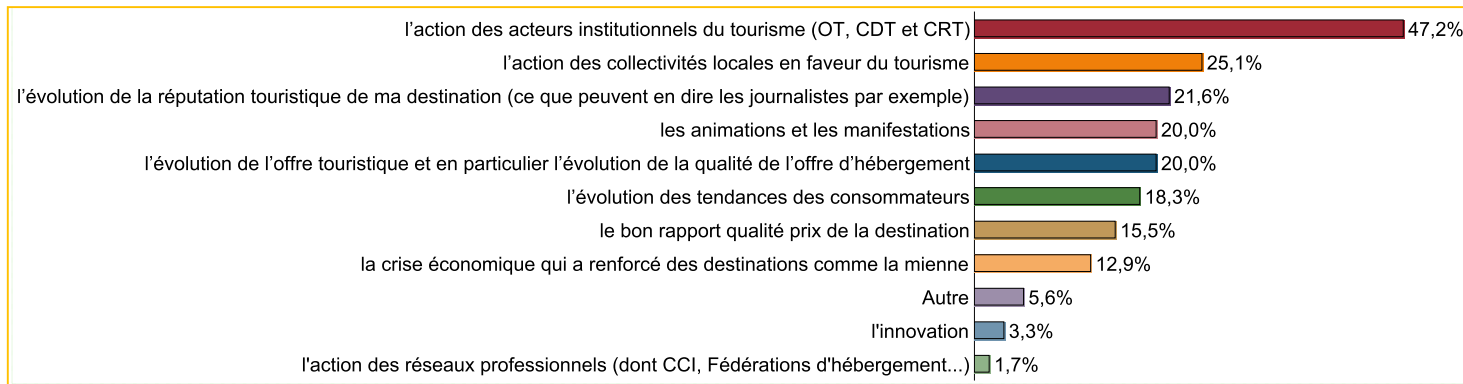 l’action des acteurs institutionnels du tourisme (OT, CDT et CRT) 47,2%
l’action des collectivités locales en faveur du tourisme 25,1%
l’évolution de la réputation touristique de ma destination (ce que peuvent en dire les journalistes par exemple) 21,6%
les animations et les manifestations 20,0%
l’évolution de l’offre touristique et en particulier l’évolution de la qualité de l’offre d’hébergement 20,0%
l’évolution des tendances des consommateurs 18,3%
le bon rapport qualité prix de la destination 15,5%
la crise économique qui a renforcé des destinations comme la mienne 12,9%
Autre 5,6%
l'innovation 3,3%
l'action des réseaux professionnels (dont CCI, Fédérations d'hébergement...) 1,7%